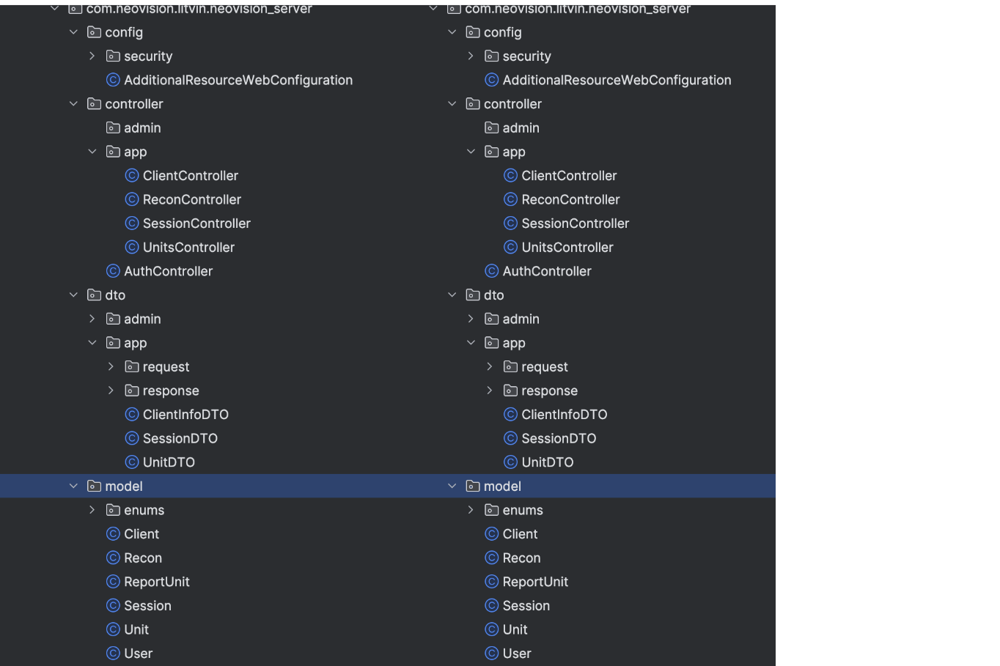 com.neovision.litvin.neovision_server com.neovision.litvin.neovision_server
config config
security security
AdditionalResourceWebConfiguration AdditionalResourceWebConfiguration
controller controller
admin admin
app app
ClientController ClientController
ReconController ReconController
SessionController SessionController
UnitsController UnitsController
AuthController AuthController
dto dto
admin admin
app app
request request
response response
ClientInfoDTO ClientInfoDTO
SessionDTO SessionDTO
UnitDTO UnitDTO
model model
enums enums
Client Client
Recon Recon
ReportUnit ReportUnit
Session Session
Unit Unit
User User